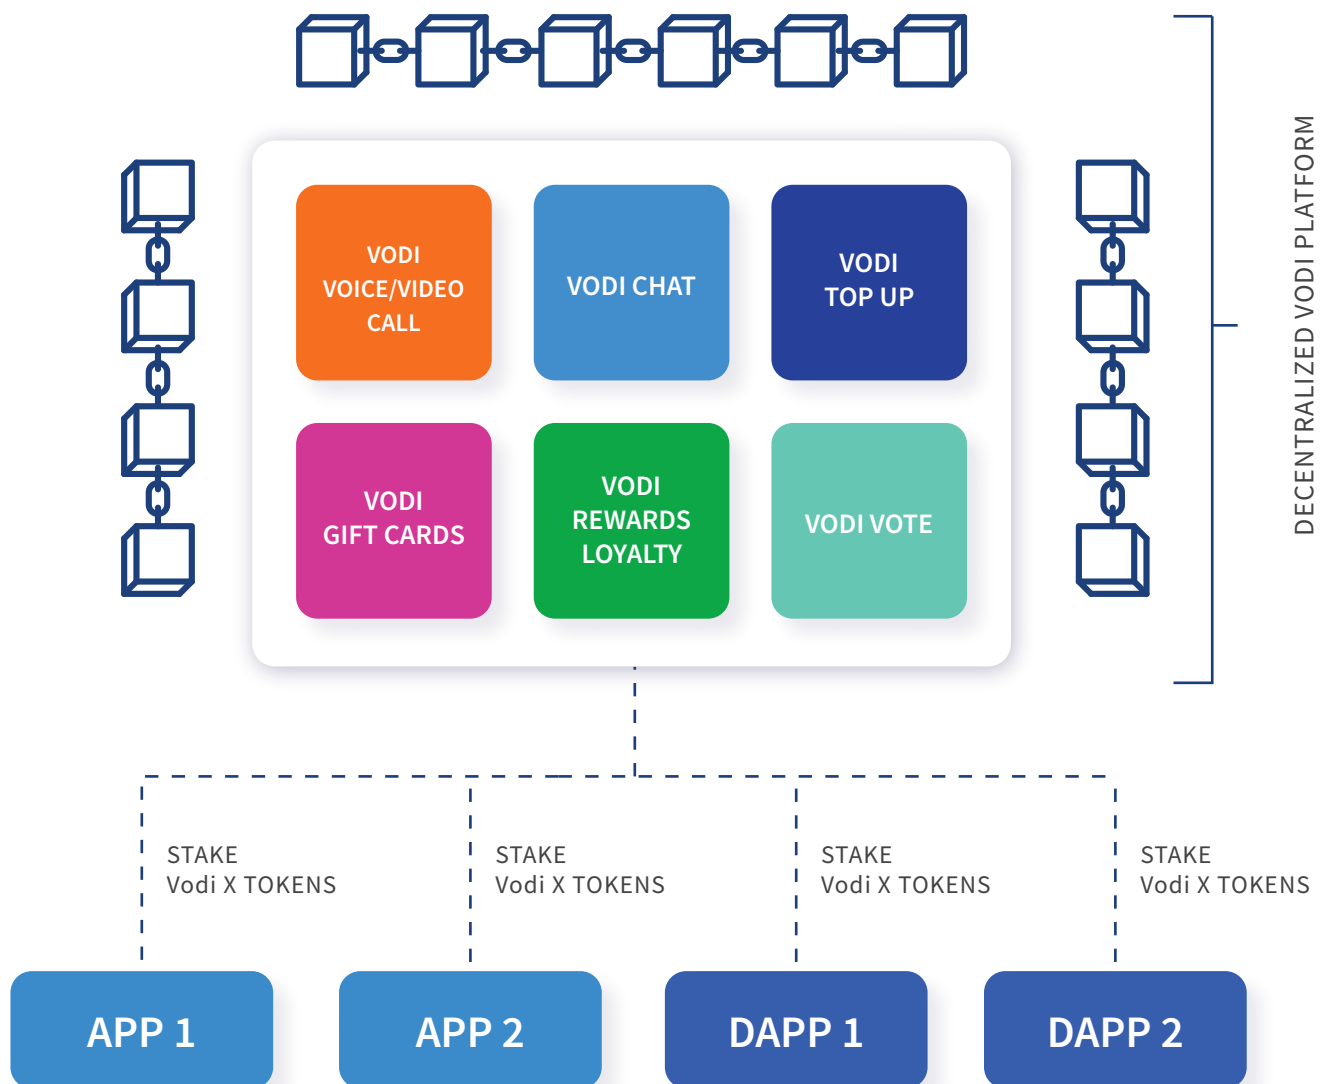 VODI
VOICE/VIDEO
CALL
VODI CHAT
VODI
TOP UP
VODI
GIFT CARDS
VODI
REWARDS
LOYALTY
VODI VOTE
DECENTRALIZED VODI PLATFORM
STAKE
Vodi X TOKENS
STAKE
Vodi X TOKENS
STAKE
Vodi X TOKENS
STAKE
Vodi X TOKENS
APP 1
APP 2
DAPP 1
DAPP 2